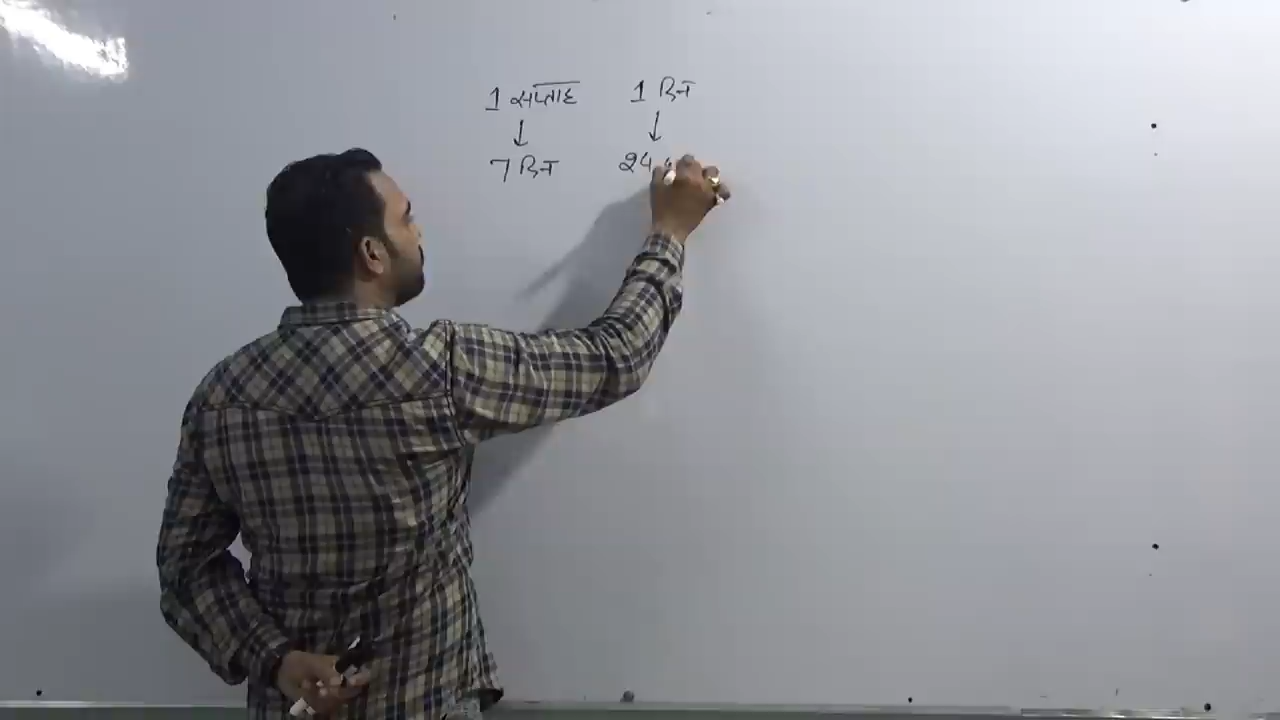 1 सप्ताह 1 दिन
↓ ↓
7 दिन 24